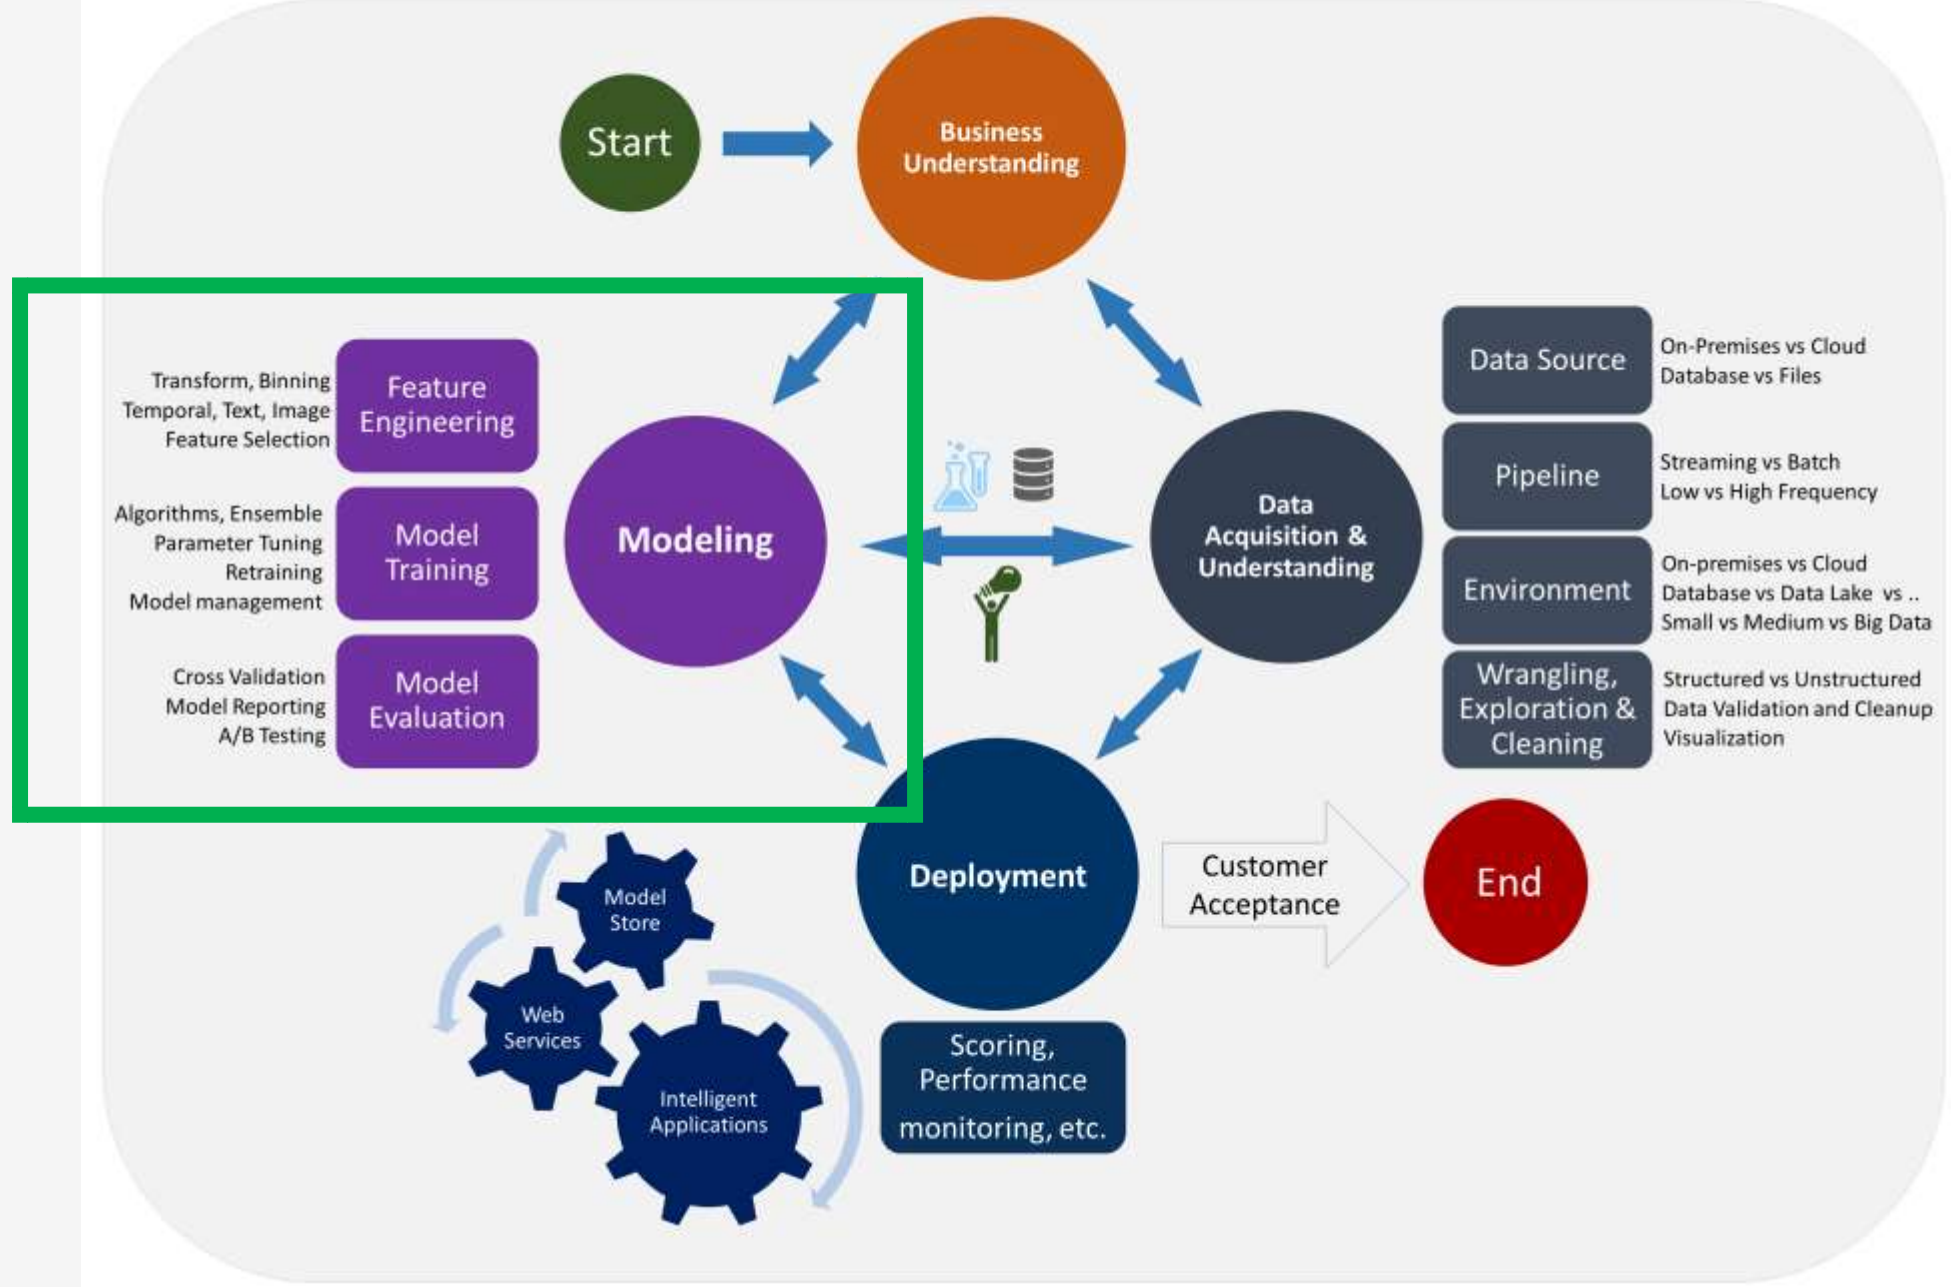 Start
Business
Understanding
Transform, Binning
Temporal, Text, Image
Feature Selection
Feature
Engineering
Algorithms, Ensemble
Parameter Tuning
Retraining
Model management
Model
Training
Cross Validation
Model Reporting
A/B Testing
Model
Evaluation
Modeling
Data
Acquisition &
Understanding
Data Source
On-Premises vs Cloud
Database vs Files
Pipeline
Streaming vs Batch
Low vs High Frequency
Environment
On-premises vs Cloud
Database vs Data Lake vs ..
Small vs Medium vs Big Data
Wrangling,
Exploration &
Cleaning
Structured vs Unstructured
Data Validation and Cleanup
Visualization
Deployment
Customer
Acceptance
End
Model
Store
Web
Services
Intelligent
Applications
Scoring,
Performance
monitoring, etc.